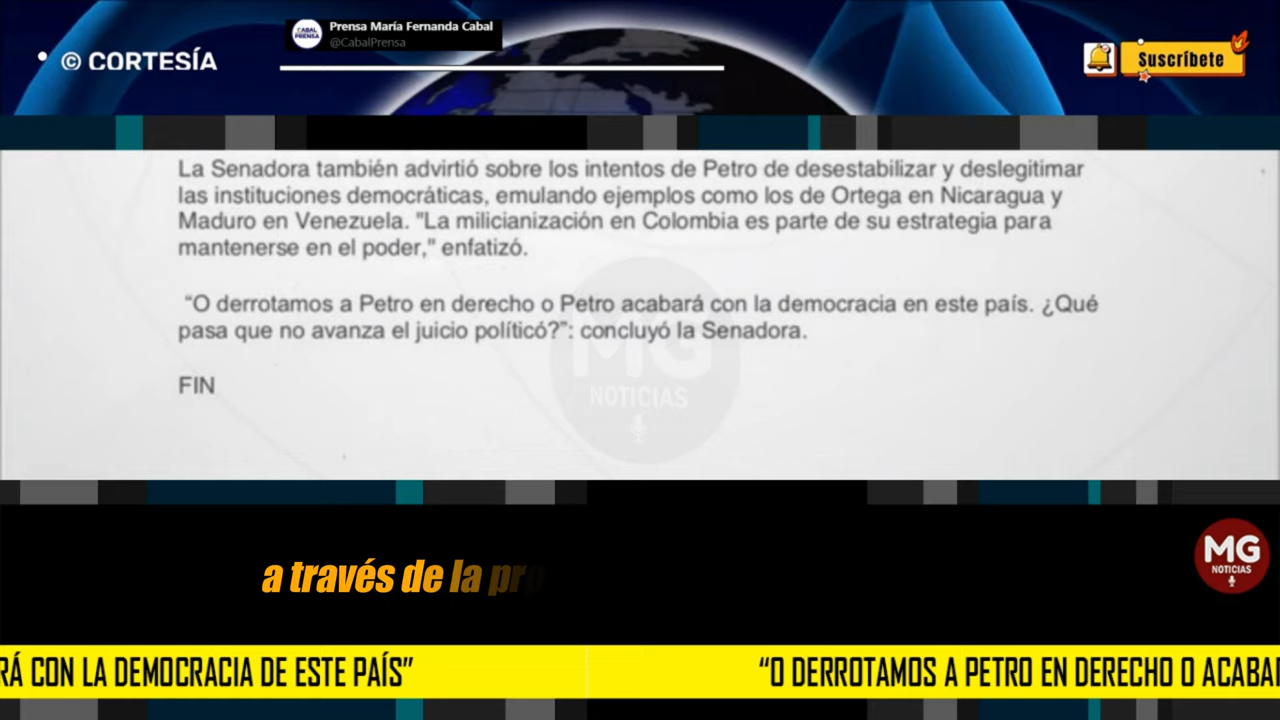 CABAL
PRENSA
Prensa María Fernanda Cabal
@CabalPrensa
© CORTESÍA
Suscríbete
La Senadora también advirtió sobre los intentos de Petro de desestabilizar y deslegitimar
las instituciones democráticas, emulando ejemplos como los de Ortega en Nicaragua y
Maduro en Venezuela. "La milicianización en Colombia es parte de su estrategia para
mantenerse en el poder," enfatizó.
“O derrotamos a Petro en derecho o Petro acabará con la democracia en este país. ¿Qué
pasa que no avanza el juicio políticó?”: concluyó la Senadora.
FIN
MG
NOTICIAS
a través de la
MG
NOTICIAS
RÁ CON LA DEMOCRACIA DE ESTE PAÍS”
“O DERROTAMOS A PETRO EN DERECHO O ACABA